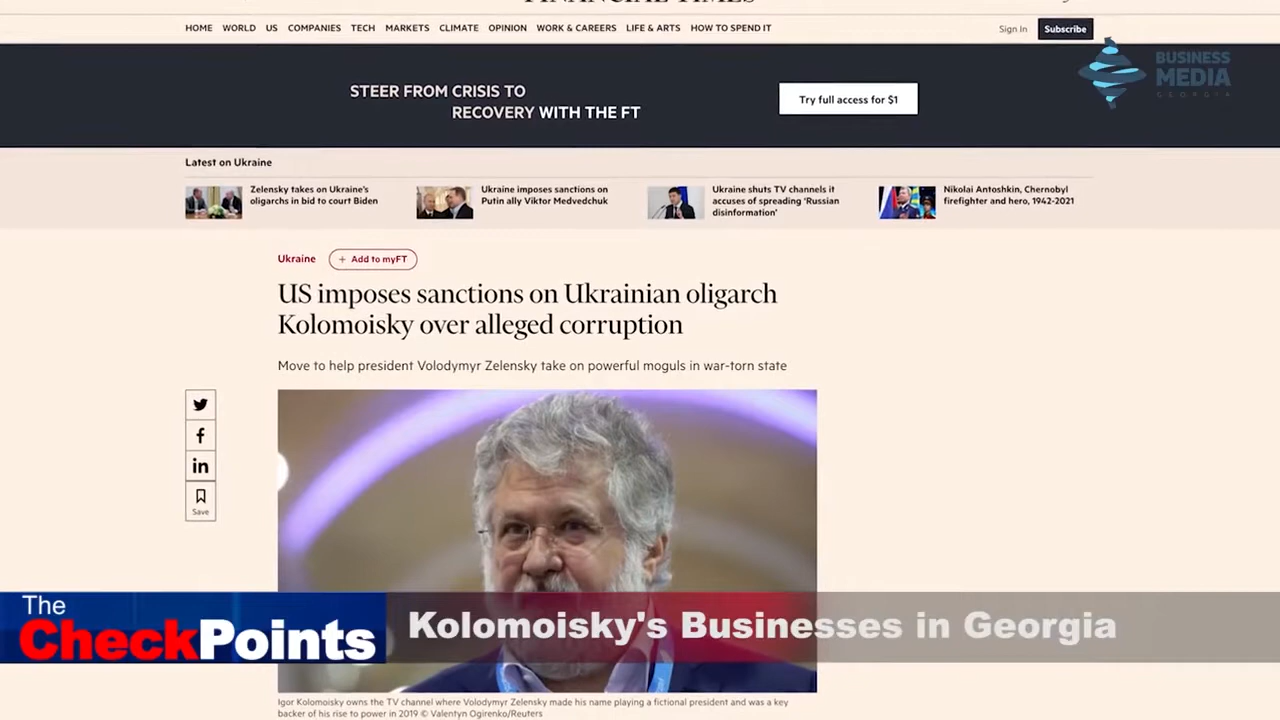 FINANCIAL TIMES
HOME WORLD US COMPANIES TECH MARKETS CLIMATE OPINION WORK & CAREERS LIFE & ARTS HOW TO SPEND IT
Sign In
Subscribe
BUSINESS
MEDIA
GEORGIA
STEER FROM CRISIS TO
RECOVERY WITH THE FT
Try full access for $1
Latest on Ukraine
Zelensky takes on Ukraine's
oligarchs in bid to court Biden
Ukraine imposes sanctions on
Putin ally Viktor Medvedchuk
Ukraine shuts TV channels it
accuses of spreading 'Russian
disinformation'
Nikolai Antoshkin, Chernobyl
firefighter and hero, 1942-2021
Ukraine
+ Add to myFT
US imposes sanctions on Ukrainian oligarch
Kolomoisky over alleged corruption
Move to help president Volodymyr Zelensky take on powerful moguls in war-torn state
Save
The
CheckPoints
Kolomoisky's Businesses in Georgia
Igor Kolomoisky owns the TV channel where Volodymyr Zelensky made his name playing a fictional president and was a key
backer of his rise to power in 2019 © Valentyn Ogirenko/Reuters